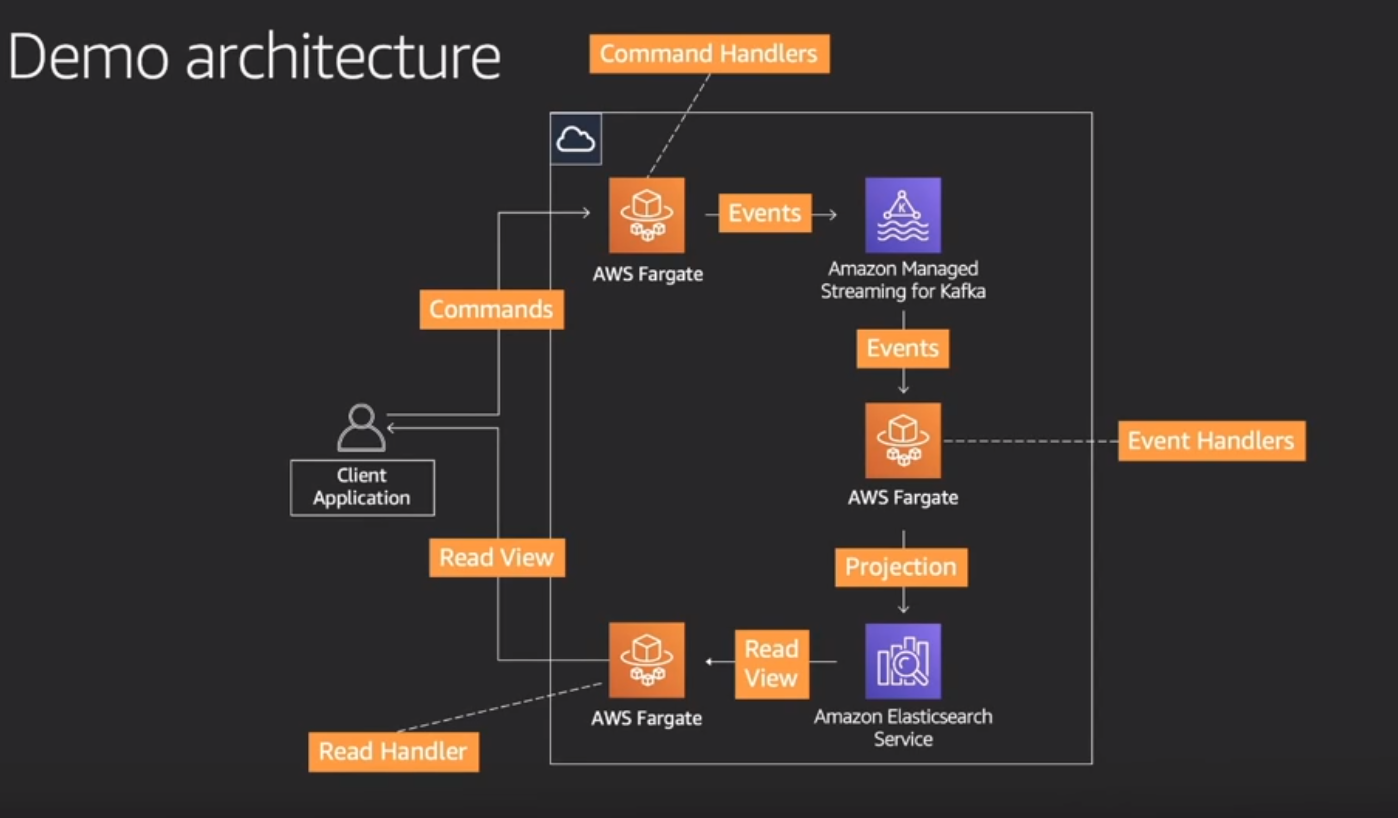 Demo architecture
Command Handlers
AWS Fargate
Events
K
Amazon Managed
Streaming for Kafka
Commands
Events
Client
Application
AWS Fargate
Event Handlers
Read View
Projection
AWS Fargate
Read
View
Amazon Elasticsearch
Service
Read Handler